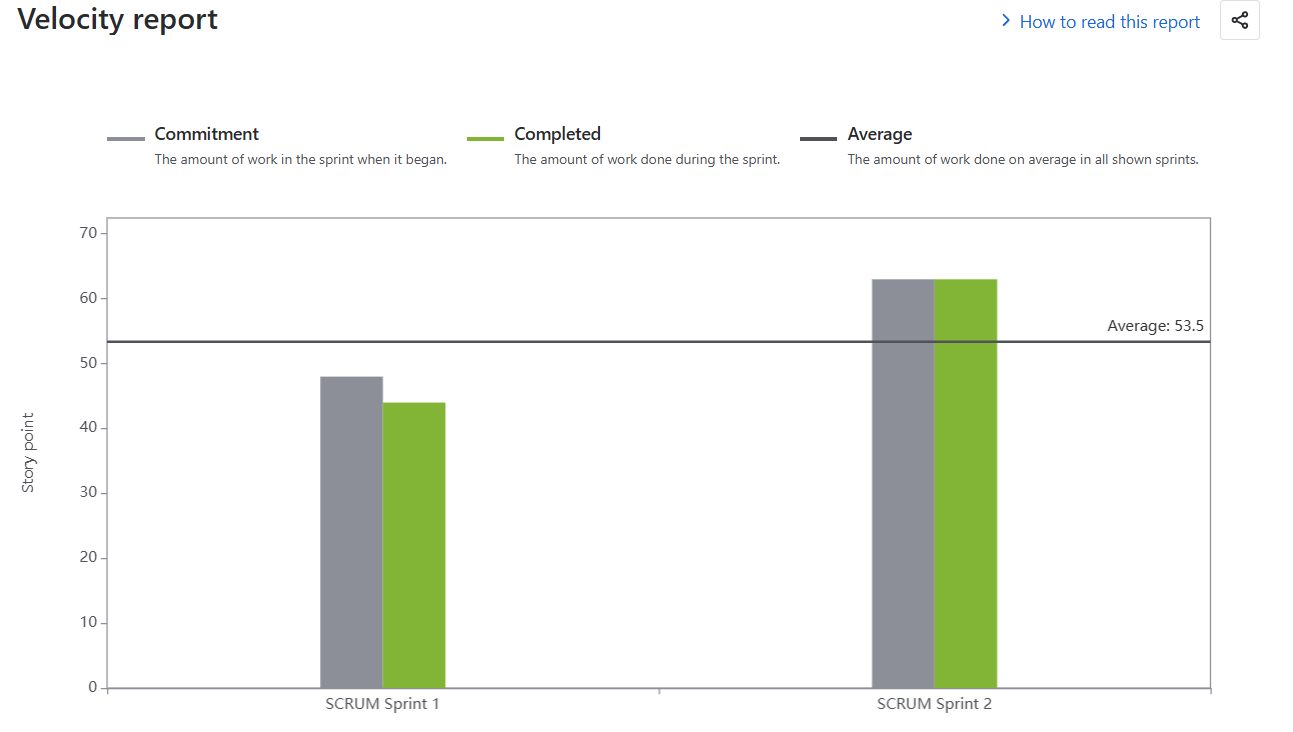 Velocity report
How to read this report
Commitment
The amount of work in the sprint when it began.
Completed
The amount of work done during the sprint.
Average
The amount of work done on average in all shown sprints.
70
60
Average: 53.5
50
40
Story point
30
20
10
0
SCRUM Sprint 1
SCRUM Sprint 2